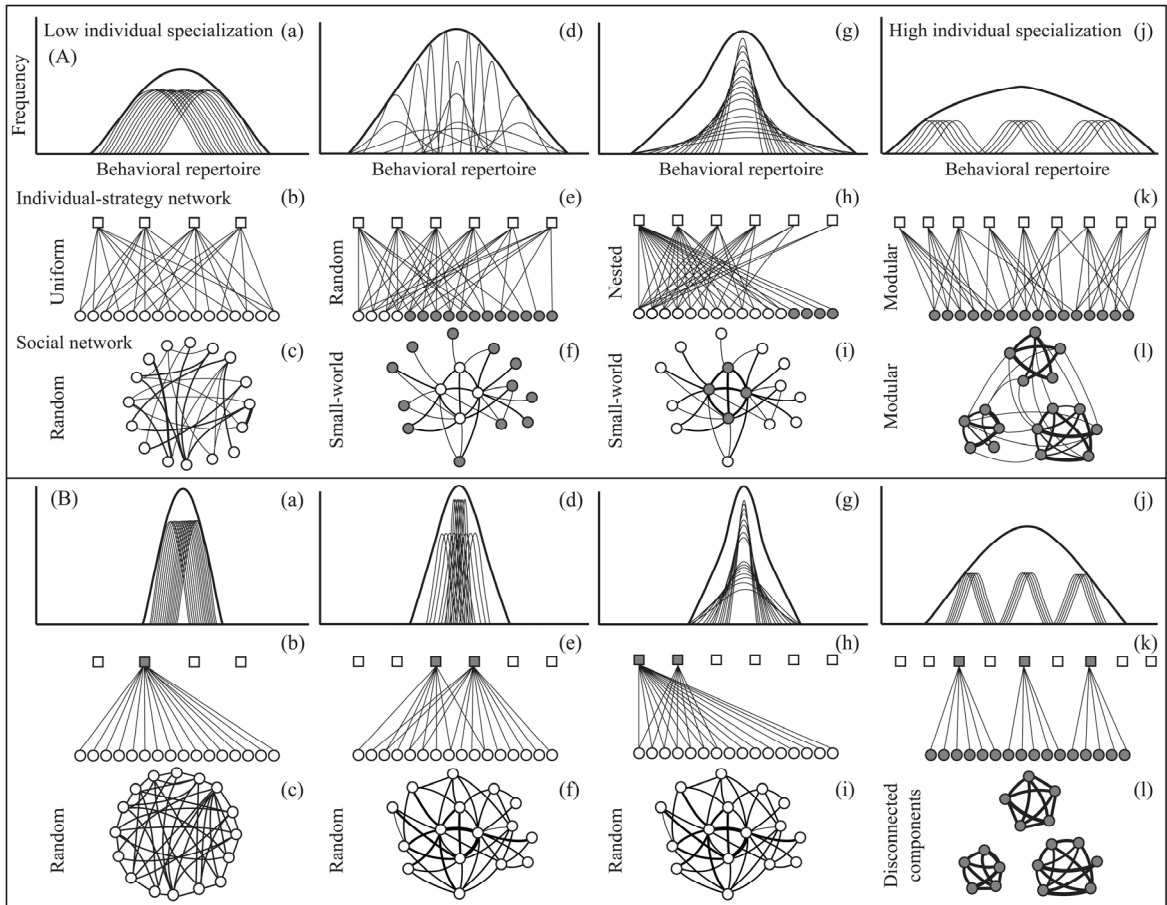 Low individual specialization (a)
(A)
(d)
(g)
High individual specialization (j)
Frequency
Behavioral repertoire
Behavioral repertoire
Behavioral repertoire
Behavioral repertoire
Individual-strategy network
(b)
(e)
(h)
(k)
Uniform
Random
Nested
Modular
Social network
(c)
(f)
(i)
(l)
Random
Small-world
Small-world
Modular
(B)
(a)
(d)
(g)
(j)
(b)
(e)
(h)
(k)
(c)
(f)
(i)
(l)
Random
Random
Random
Disconnected
components